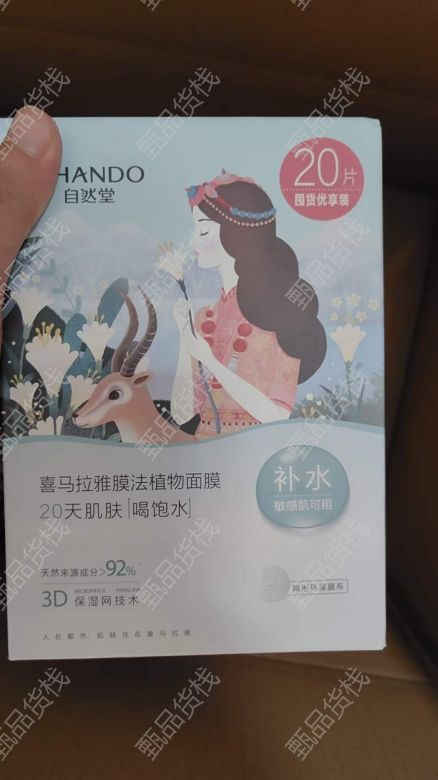 HANDO
自然堂
20片
囤货优享装
喜马拉雅膜法植物面膜
20天肌肤「喝饱水」
补水
敏感肌可用
天然来源成分>92%
3D 保湿网技术
人在都市，肌肤住在喜马拉雅
甄品货栈